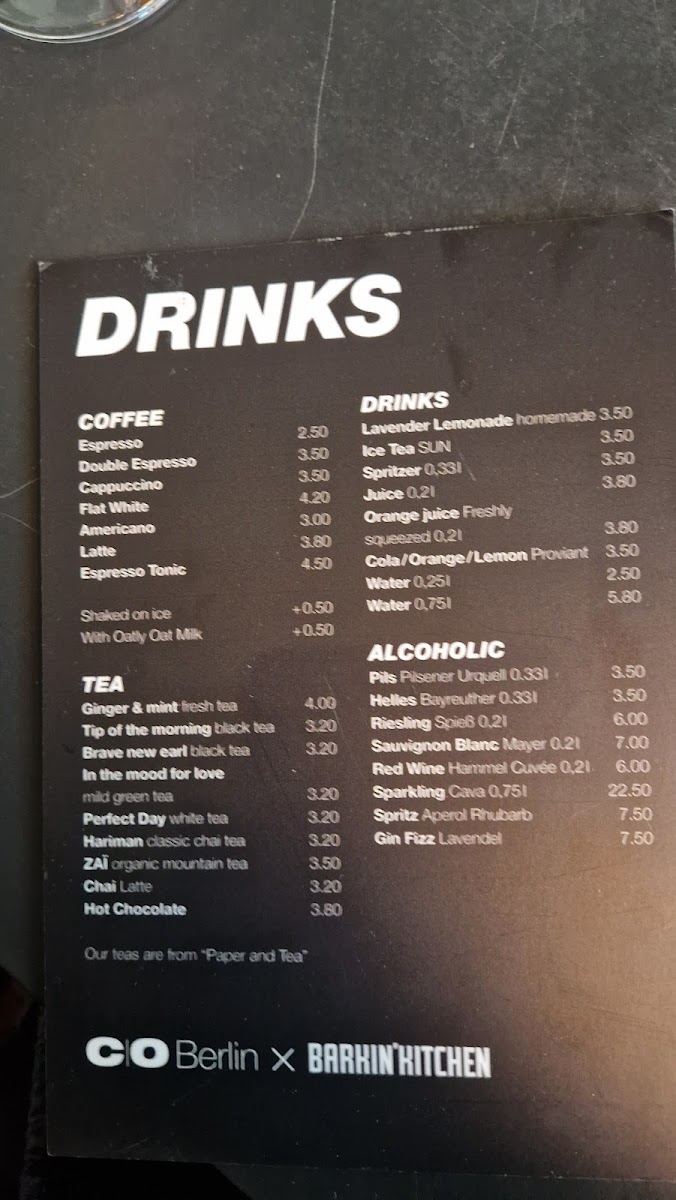 DRINKS
COFFEE
Espresso 2.50
Double Espresso 3.50
Cappuccino 3.50
Flat White 4.20
Americano 3.00
Latte 3.80
Espresso Tonic 4.50
Shaked on ice +0.50
With Oatly Oat Milk +0.50
TEA
Ginger & mint fresh tea 4.00
Tip of the morning black tea 3.20
Brave new earl black tea 3.20
In the mood for love
mild green tea 3.20
Perfect Day white tea 3.20
Hariman classic chai tea 3.20
ZAÏ organic mountain tea 3.50
Chai Latte 3.20
Hot Chocolate 3.80
Our teas are from "Paper and Tea"
DRINKS
Lavender Lemonade homemade 3.50
Ice Tea SUN 3.50
Spritzer 0,33l 3.50
Juice 0,2l 3.80
Orange juice Freshly
squeezed 0,2l 3.80
Cola/Orange/Lemon Proviant 3.50
Water 0,25l 2.50
Water 0,75l 5.80
ALCOHOLIC
Pils Pilsener Urquell 0.33l 3.50
Helles Bayreuther 0.33l 3.50
Riesling Spieß 0,2l 6.00
Sauvignon Blanc Mayer 0.2l 7.00
Red Wine Hammel Cuvée 0,2l 6.00
Sparkling Cava 0,75l 22.50
Spritz Aperol Rhubarb 7.50
Gin Fizz Lavendel 7.50
C|O Berlin x BARKIN'KITCHEN